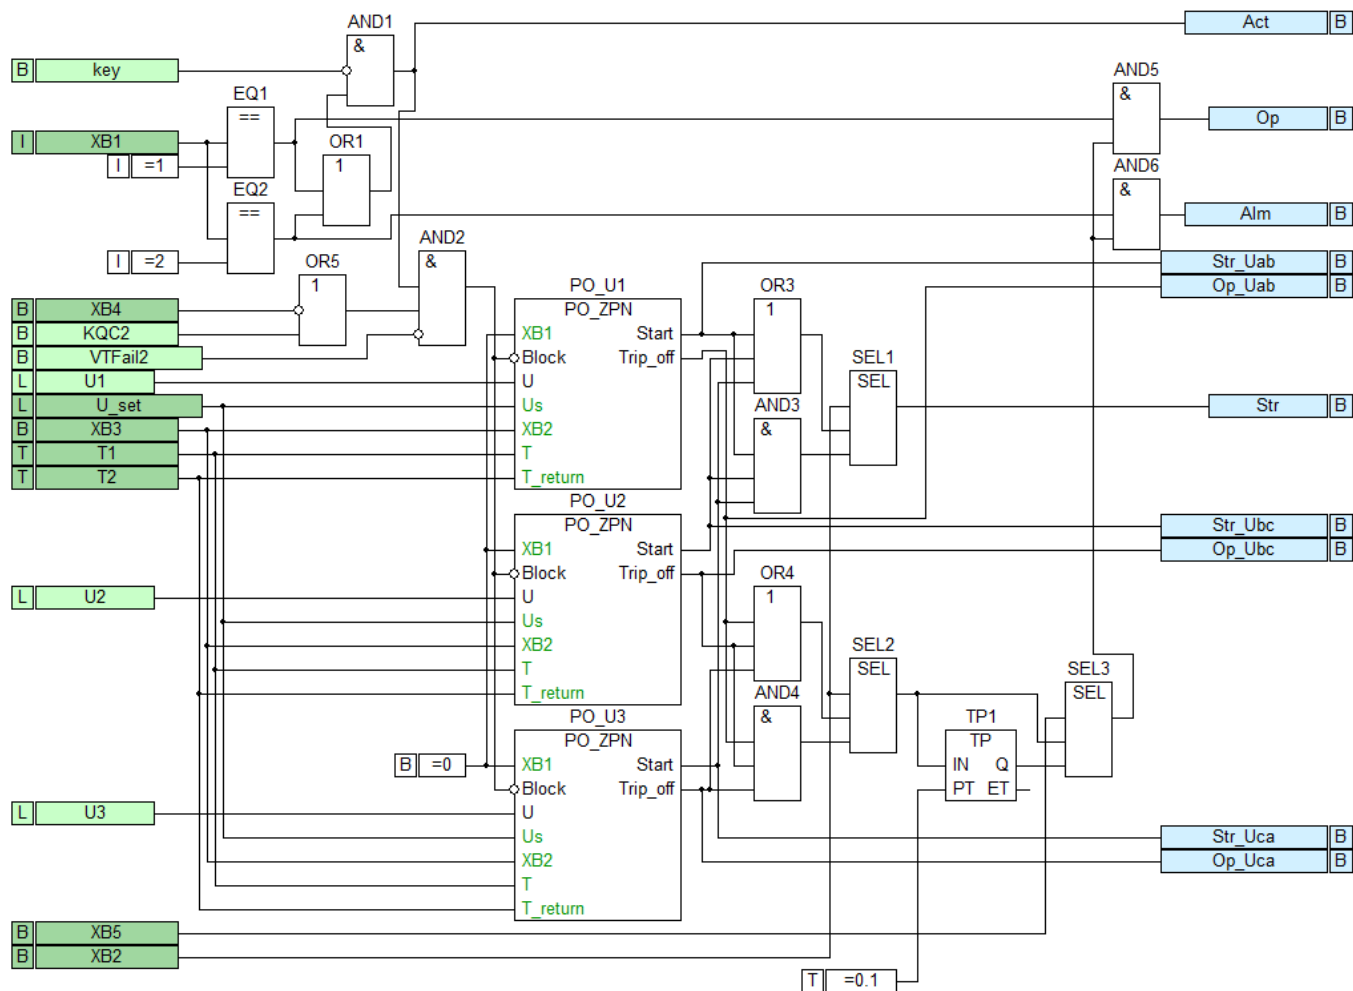 AND1
&
Act B
B key
AND5
&
EQ1
==
Op B
I XB1
OR1
1
I =1
AND6
&
EQ2
==
Alm B
AND2
&
I =2
OR5
1
Str_Uab B
Op_Uab B
PO_U1
PO_ZPN
XB1 Start
Block Trip_off
U
Us
XB2
T
T_return
OR3
1
B XB4
B KQC2
B VTFail2
L U1
L U_set
B XB3
T T1
T T2
SEL1
SEL
Str B
AND3
&
PO_U2
PO_ZPN
XB1 Start
Block Trip_off
U
Us
XB2
T
T_return
Str_Ubc B
Op_Ubc B
OR4
1
L U2
SEL2
SEL
SEL3
SEL
AND4
&
TP1
TP
IN Q
PT ET
PO_U3
PO_ZPN
XB1 Start
Block Trip_off
U
Us
XB2
T
T_return
B =0
L U3
Str_Uca B
Op_Uca B
B XB5
B XB2
T =0.1